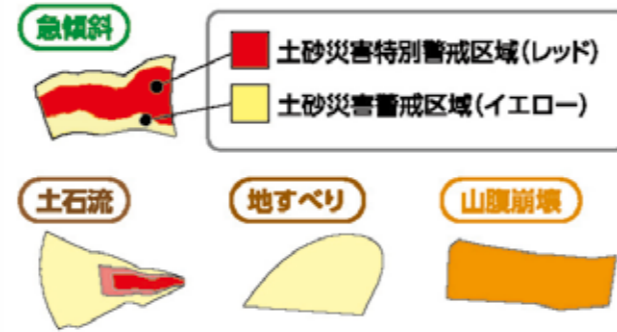 急傾斜
土砂災害特別警戒区域(レッド)
土砂災害警戒区域(イエロー)
土石流
地すべり
山腹崩壊